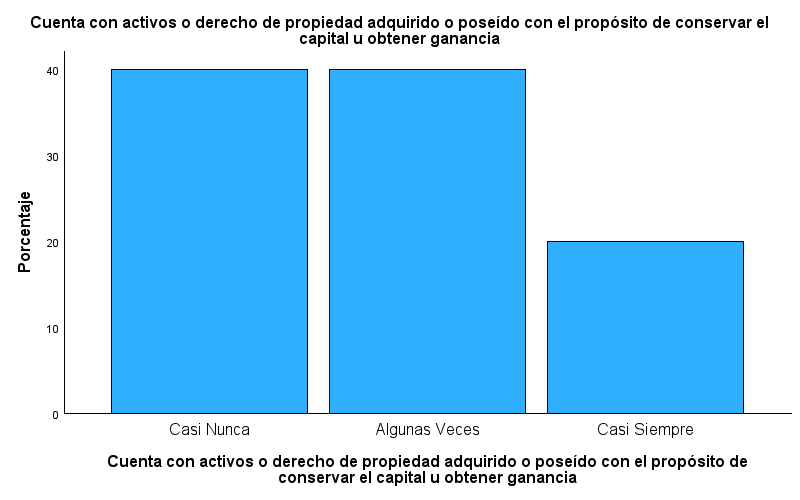 Cuenta con activos o derecho de propiedad adquirido o poseído con el propósito de conservar el
capital u obtener ganancia
Porcentaje
40
30
20
10
0
Casi Nunca
Algunas Veces
Casi Siempre
Cuenta con activos o derecho de propiedad adquirido o poseído con el propósito de
conservar el capital u obtener ganancia